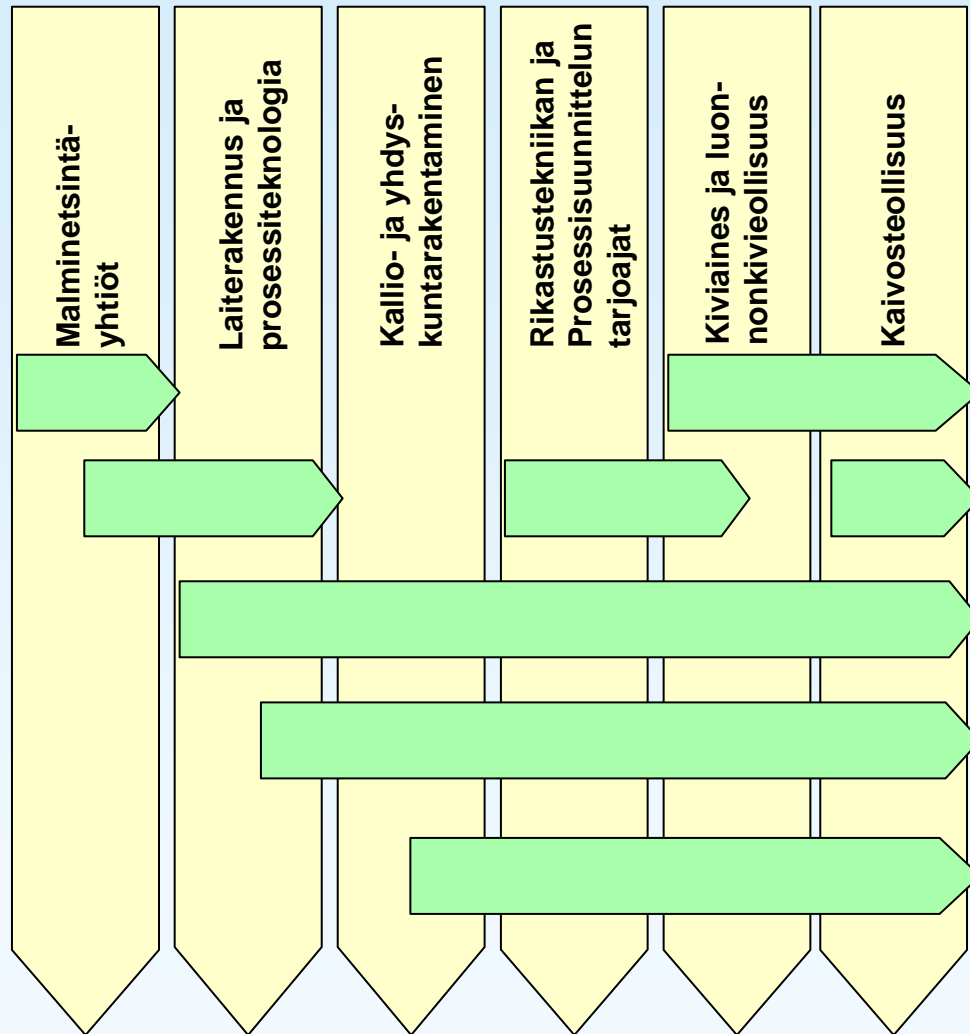 Malminetsintä-
yhtiöt
Laiterakennus ja
prosessiteknologia
Kallio- ja yhdys-
kuntarakentaminen
Rikastustekniikan ja
Prosessisuunnittelun
tarjoajat
Kiviaines ja luon-
nonkivieollisuus
Kaivosteollisuus